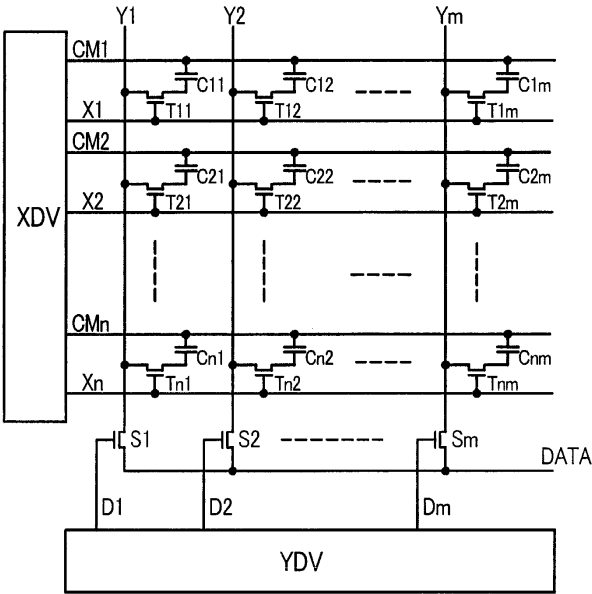 Y1 Y2 Ym
CM1
C11 C12 C1m
X1 T11 T12 T1m
CM2
C21 C22 C2m
XDV X2 T21 T22 T2m
CMn
Cn1 Cn2 Cnm
Xn Tn1 Tn2 Tnm
S1 S2 Sm
DATA
D1 D2 Dm
YDV